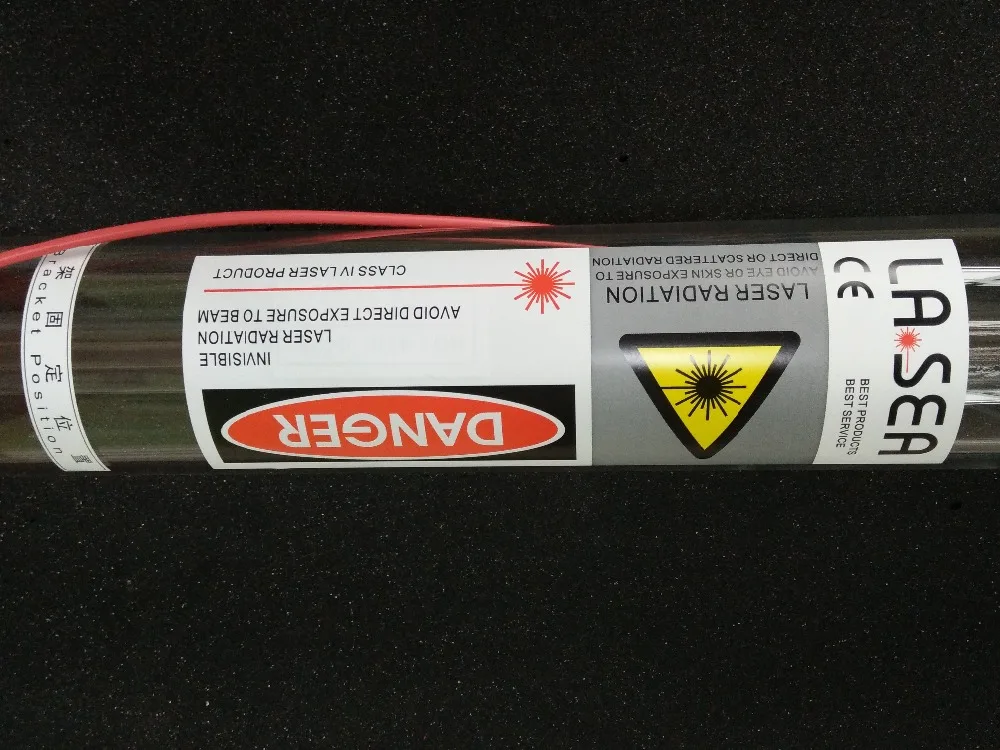 DANGER
INVISIBLE
LASER RADIATION
AVOID DIRECT EXPOSURE TO BEAM
CLASS IV LASER PRODUCT
LASER RADIATION
AVOID EYE OR SKIN EXPOSURE TO
DIRECT OR SCATTERED RADIATION
LASEA
CE
BEST PRODUCTS
BEST SERVICE
架固定位置
Bracket Position